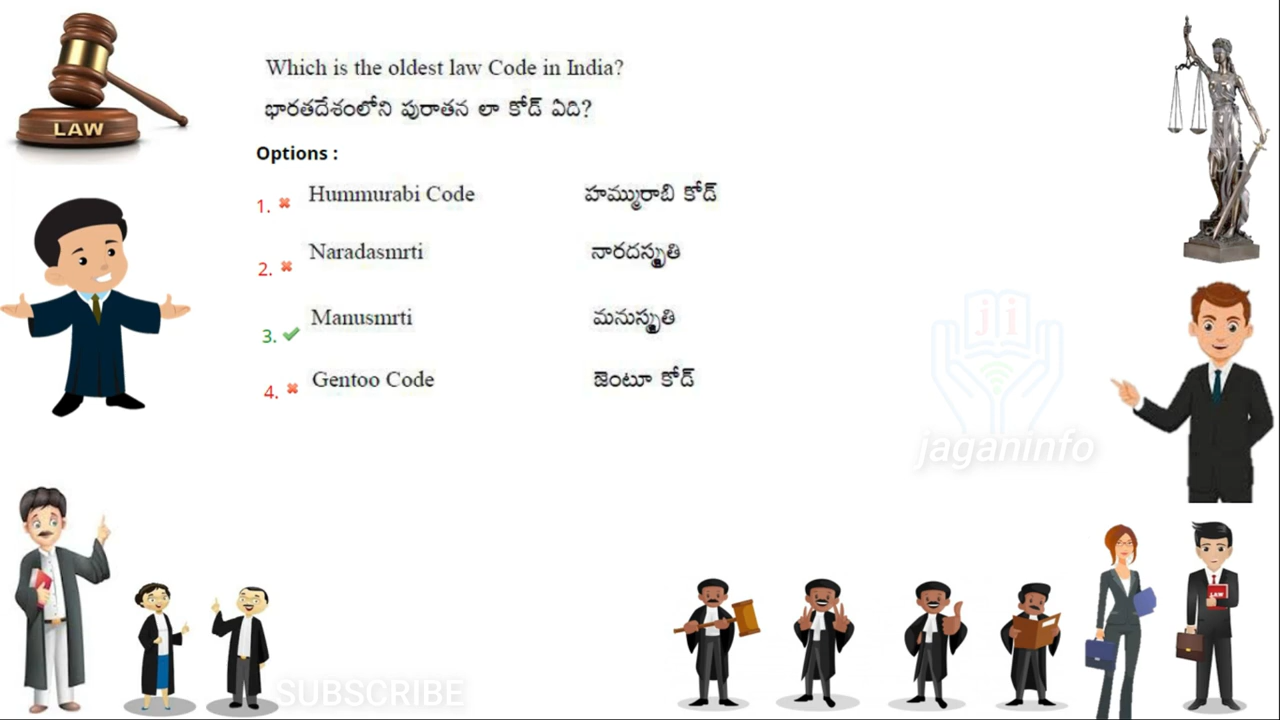 LAW
Which is the oldest law Code in India?
భారతదేశంలోని పురాతన లా కోడ్ ఏది?
Options :
1. ✖ Hummurabi Code హమ్మురాబి కోడ్
2. ✖ Naradasmrti నారదస్మృతి
3. ✔ Manusmrti మనుస్మృతి
4. ✖ Gentoo Code జెంటూ కోడ్
ji
jaganinfo
LAW
SUBSCRIBE